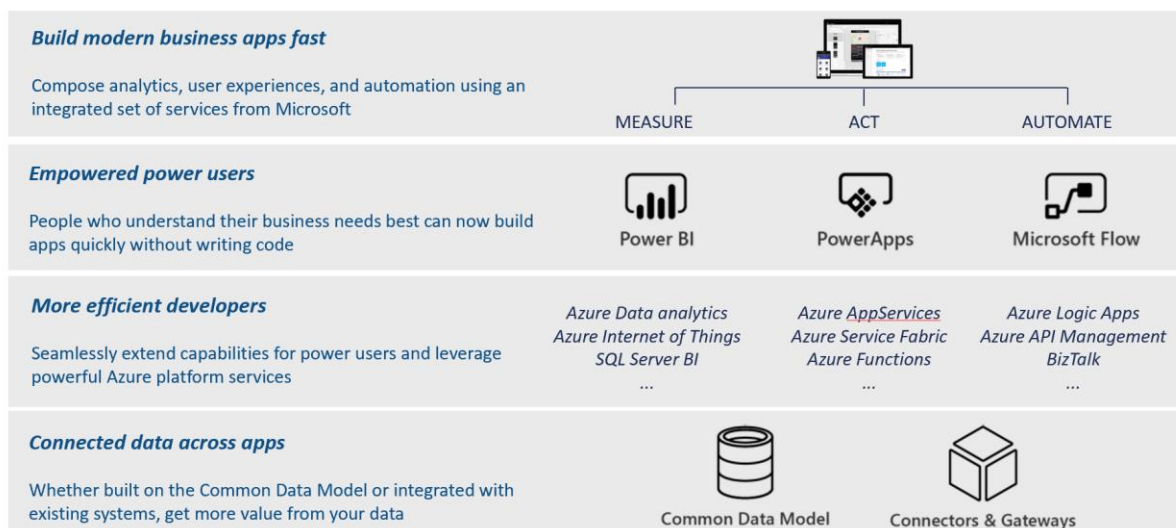 Build modern business apps fast
Compose analytics, user experiences, and automation using an
integrated set of services from Microsoft
MEASURE
ACT
AUTOMATE
Empowered power users
People who understand their business needs best can now build
apps quickly without writing code
Power BI
PowerApps
Microsoft Flow
More efficient developers
Seamlessly extend capabilities for power users and leverage
powerful Azure platform services
Azure Data analytics
Azure Internet of Things
SQL Server BI
...
Azure AppServices
Azure Service Fabric
Azure Functions
...
Azure Logic Apps
Azure API Management
BizTalk
...
Connected data across apps
Whether built on the Common Data Model or integrated with
existing systems, get more value from your data
Common Data Model
Connectors & Gateways